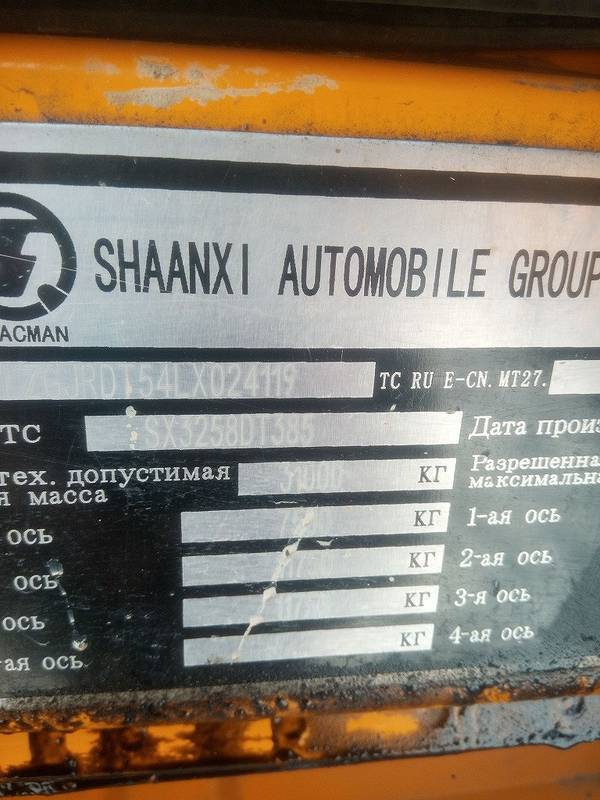 SHAANXI AUTOMOBILE GROUP
ACMAN
GJRDT54LX024119 TC RU E-CN.MT27.
ТС SX3258DT385 Дата произ
тех. допустимая 31000 КГ Разрешенна
я масса максимальна
ось КГ 1-ая ось
ось КГ 2-ая ось
ось КГ 3-я ось
ая ось КГ 4-ая ось